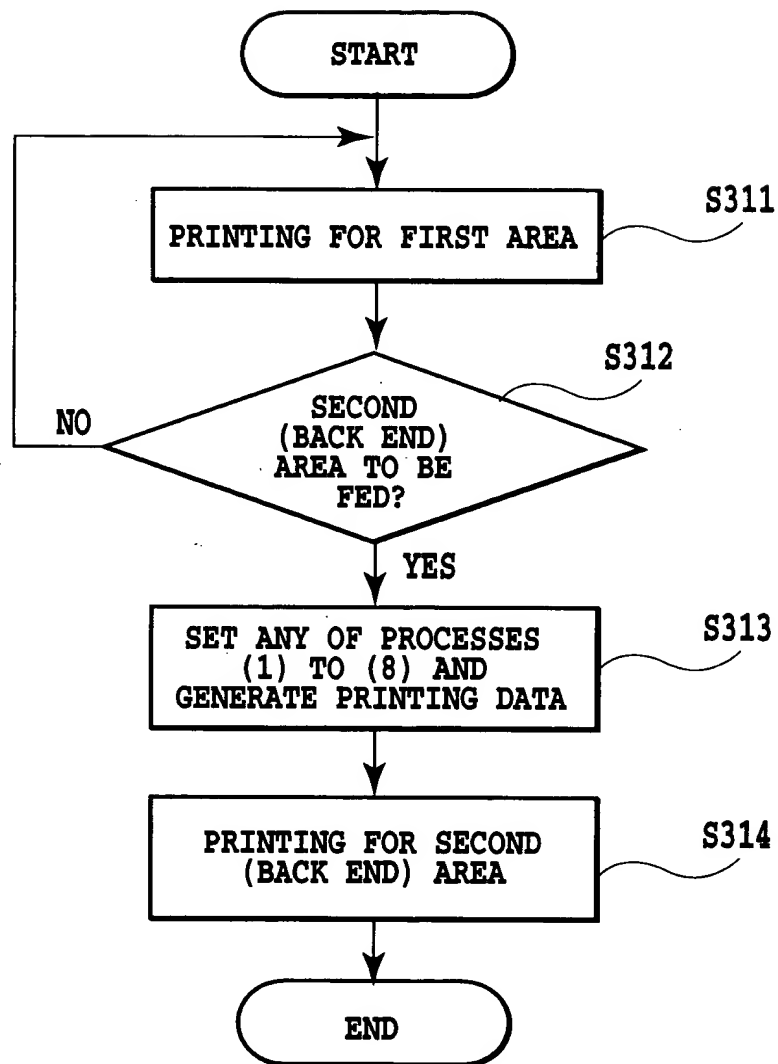 START
S311
PRINTING FOR FIRST AREA
S312
SECOND
(BACK END)
AREA TO BE
FED?
NO
YES
S313
SET ANY OF PROCESSES
(1) TO (8) AND
GENERATE PRINTING DATA
S314
PRINTING FOR SECOND
(BACK END) AREA
END